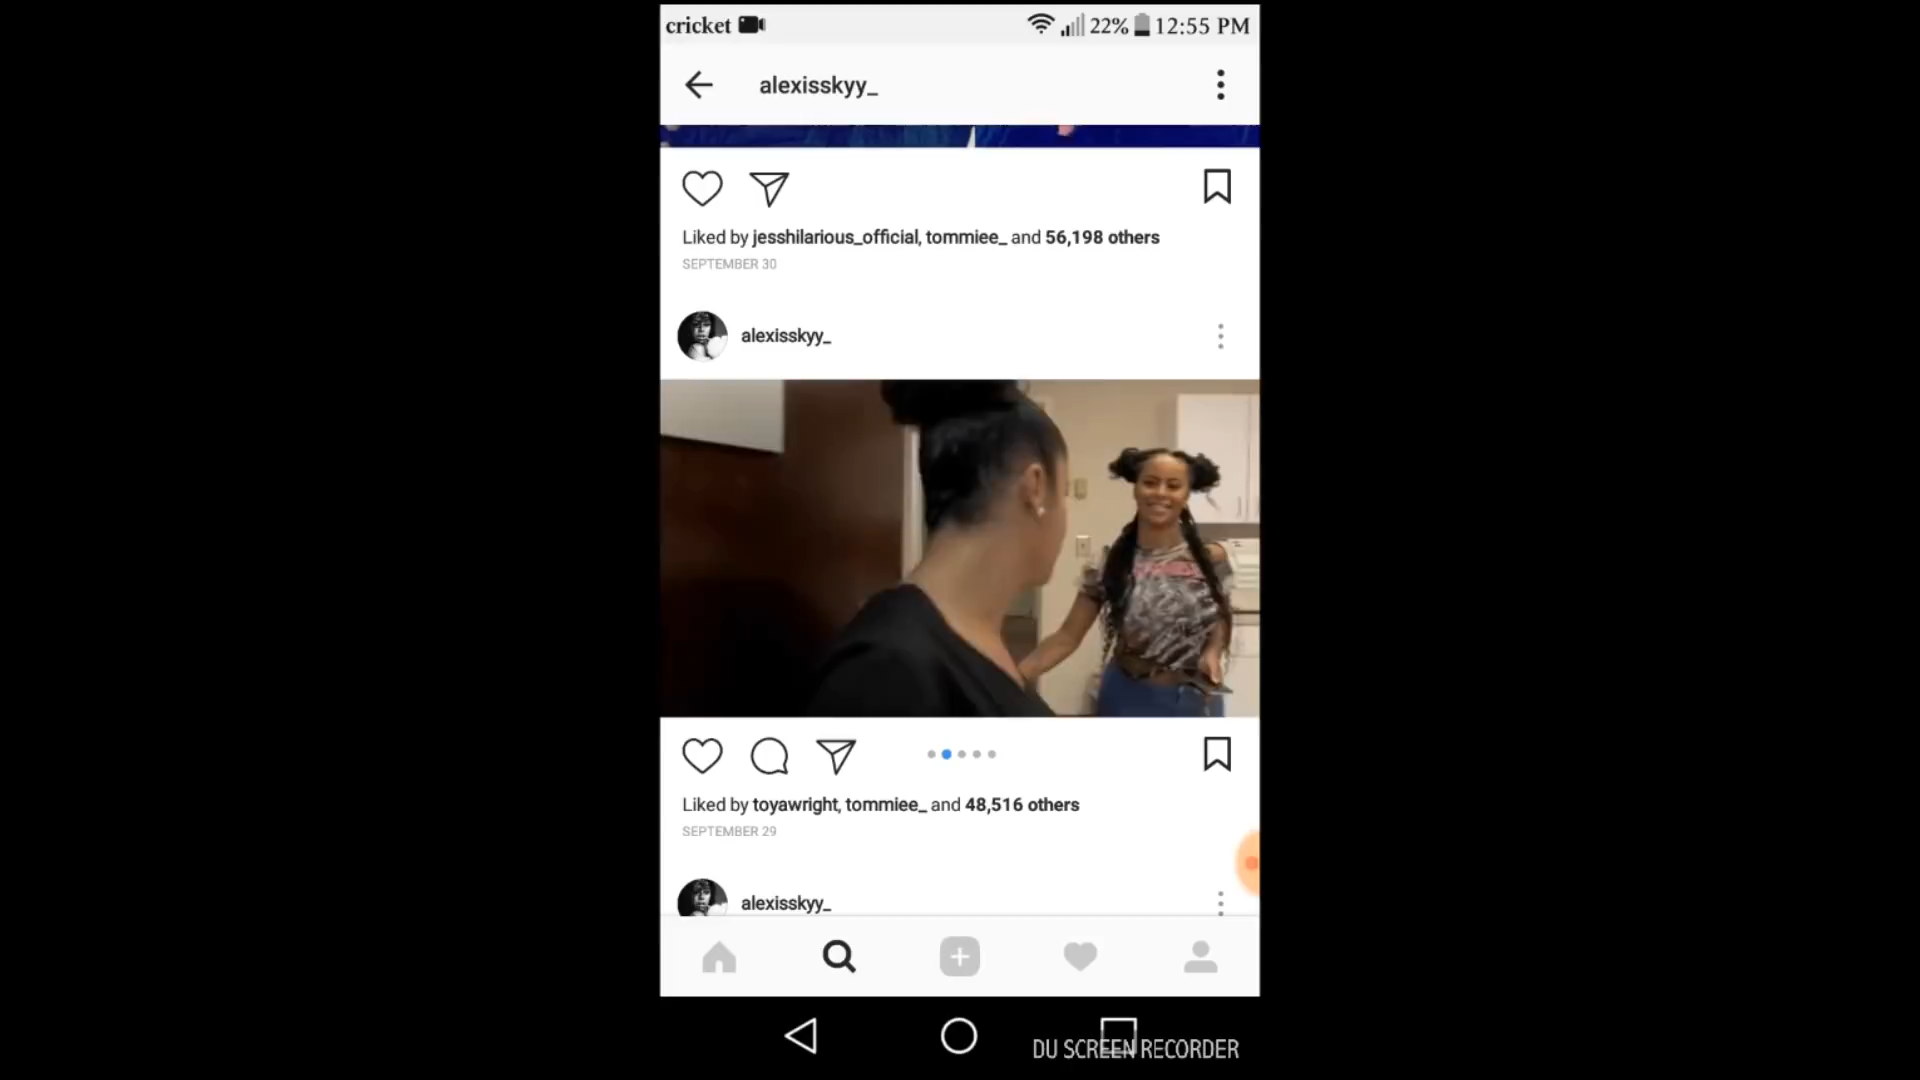 cricket 22% 12:55 PM
alexisskyy_
Liked by jesshilarious_official, tommiee_ and 56,198 others
SEPTEMBER 30
alexisskyy_
Liked by toyawright, tommiee_ and 48,516 others
SEPTEMBER 29
alexisskyy_
DU SCREEN RECORDER